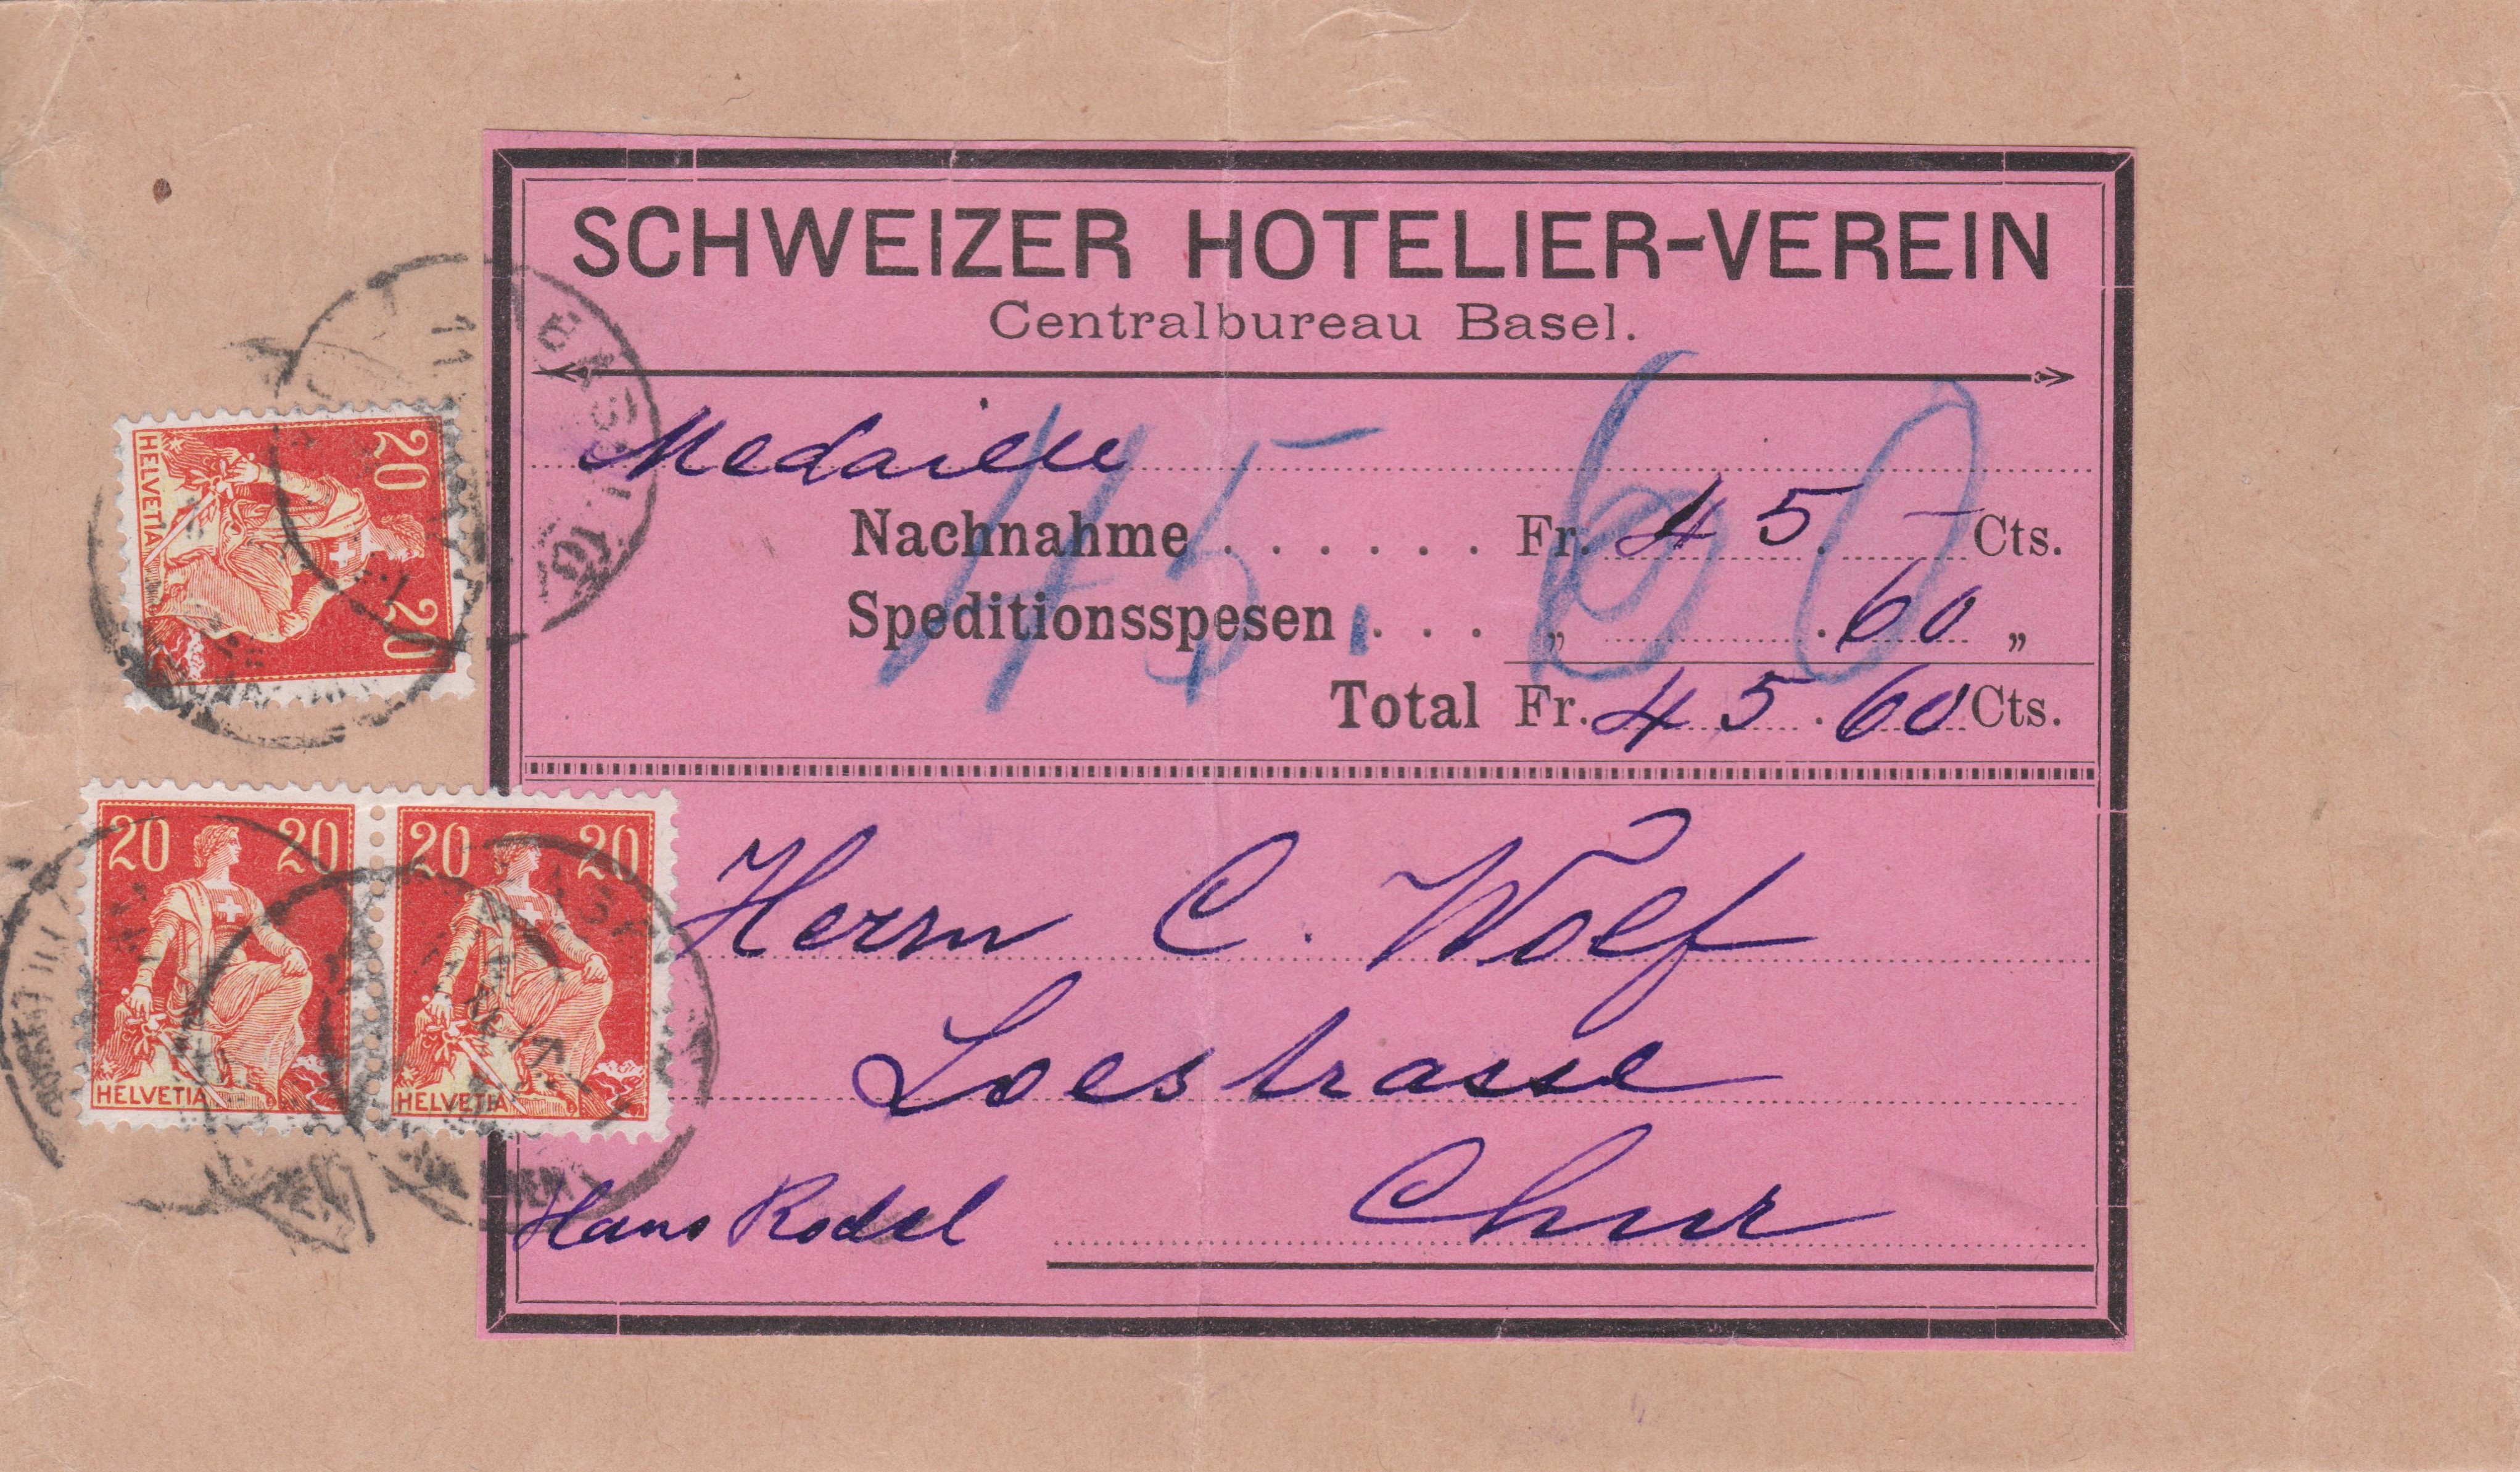 SCHWEIZER HOTELIER-VEREIN
Centralbureau Basel.
Medaille
45.60
Nachnahme . . . . . . Fr. 45.— Cts.
Speditionsspesen . . . „ .60 „
Total Fr. 45.60 Cts.
Herrn C. Wolf
Loestrasse
Chur
Hans Rodel
20 20
HELVETIA
20 20
HELVETIA
20 20
HELVETIA